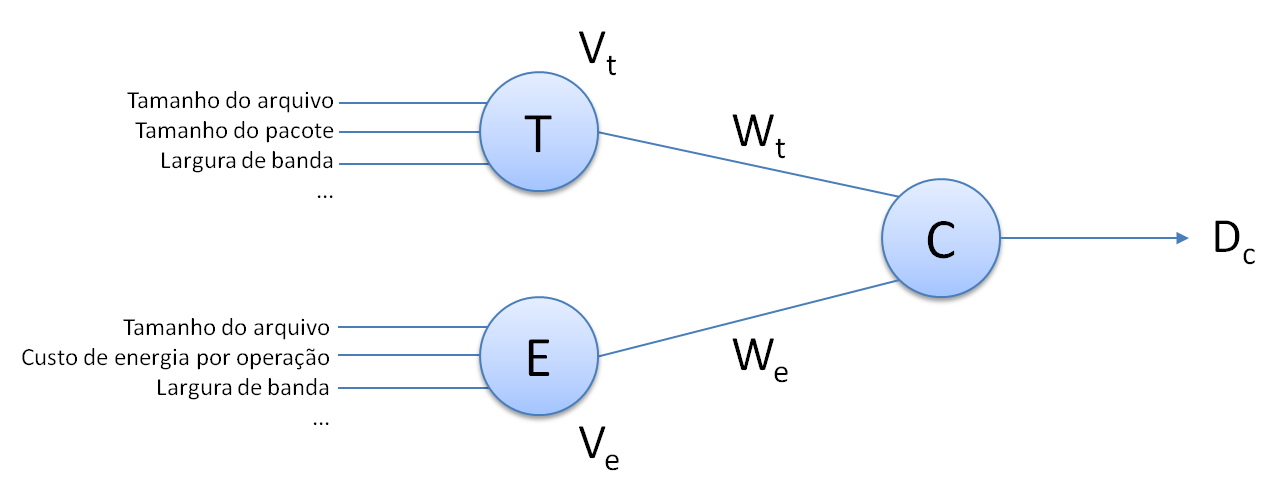 Vt
Tamanho do arquivo
Tamanho do pacote
Largura de banda
...
T
Wt
C
Dc
Tamanho do arquivo
Custo de energia por operação
Largura de banda
...
E
We
Ve